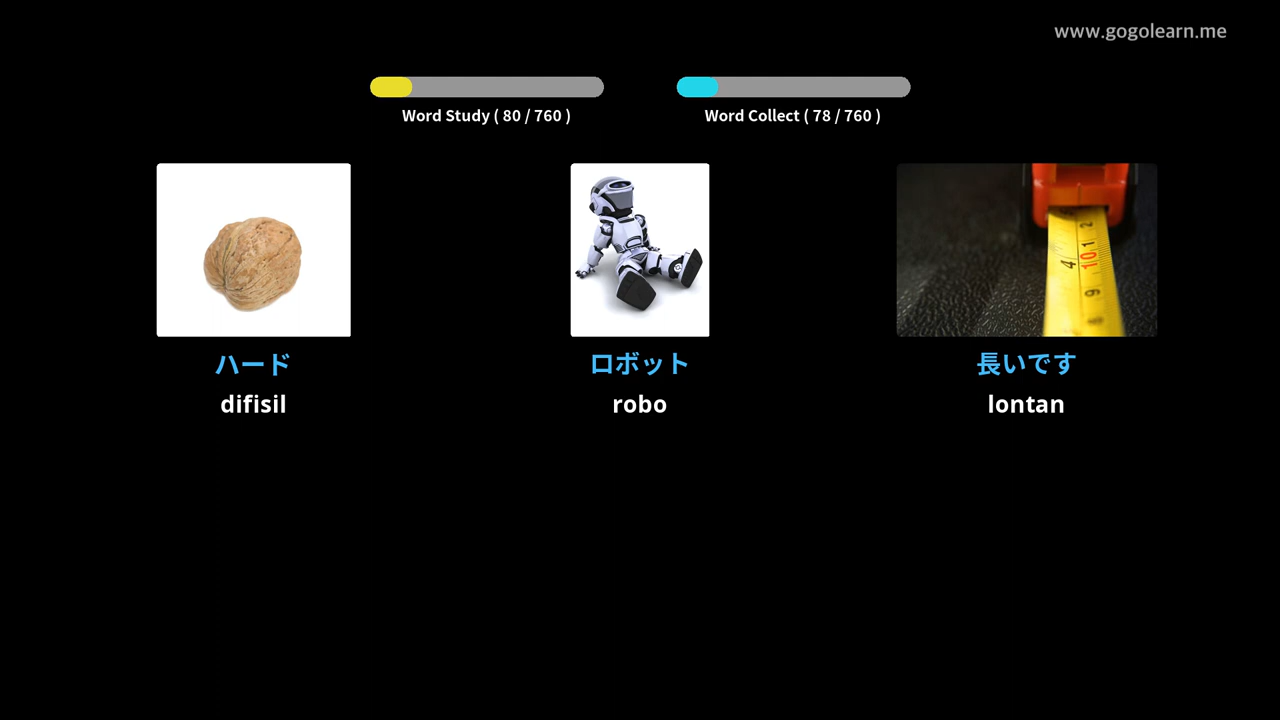 www.gogolearn.me
Word Study ( 80 / 760 )
Word Collect ( 78 / 760 )
ハード
ロボット
長いです
difisil
robo
lontan